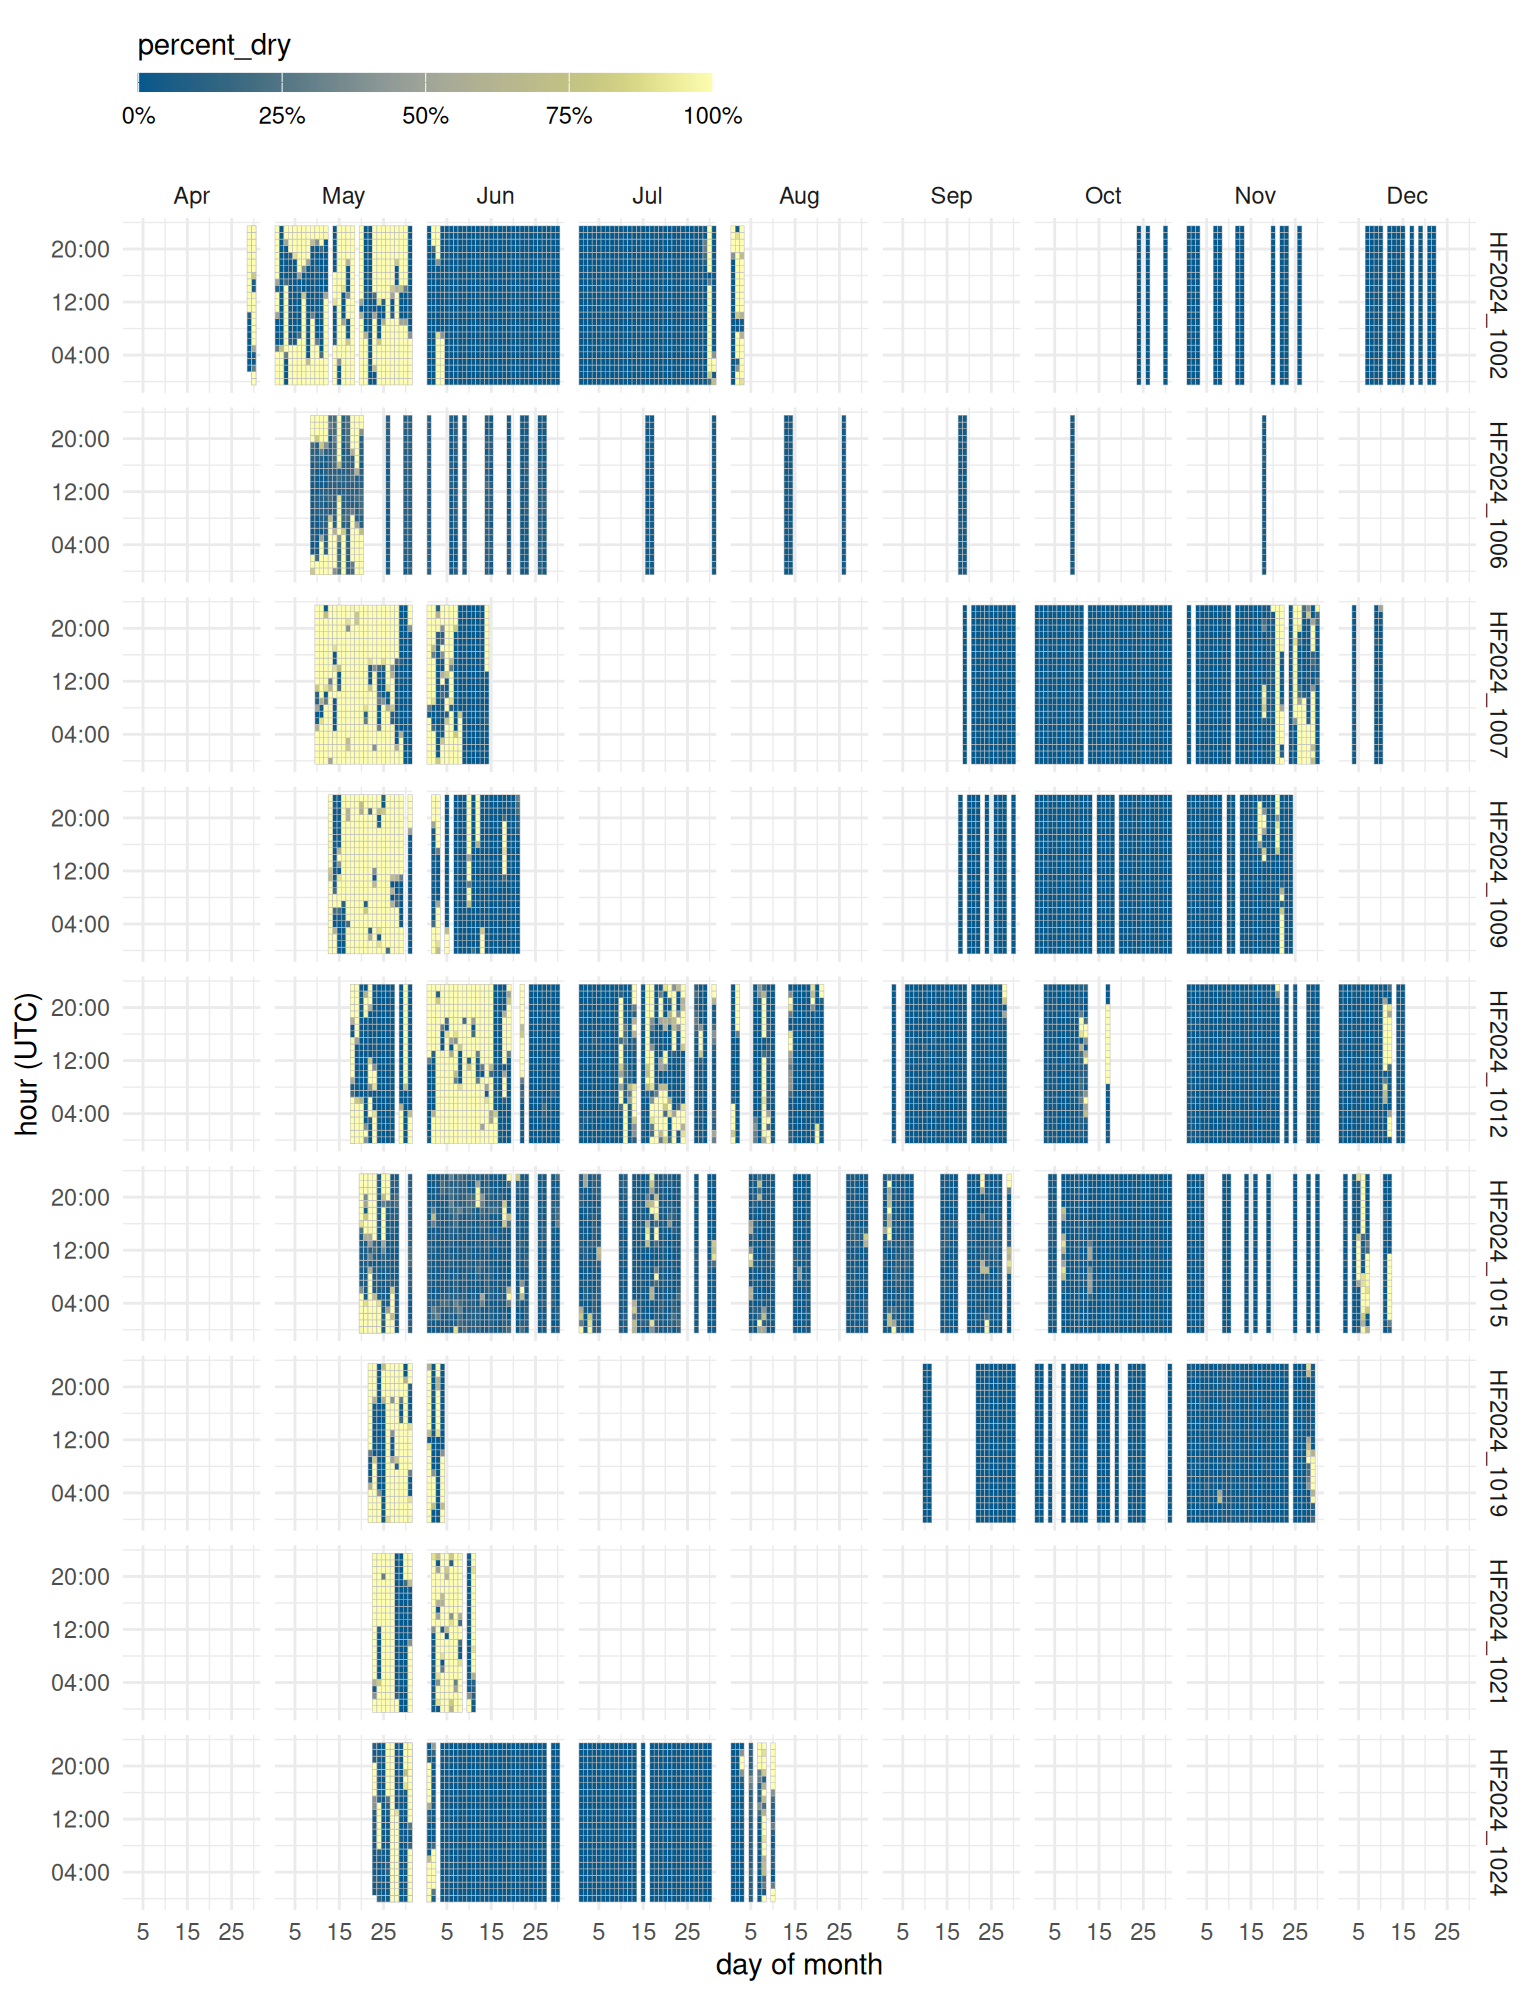 percent_dry
0% 25% 50% 75% 100%
Apr May Jun Jul Aug Sep Oct Nov Dec
20:00
12:00
04:00
HF2024_1002
20:00
12:00
04:00
HF2024_1006
20:00
12:00
04:00
HF2024_1007
20:00
12:00
04:00
HF2024_1009
hour (UTC)
20:00
12:00
04:00
HF2024_1012
20:00
12:00
04:00
HF2024_1015
20:00
12:00
04:00
HF2024_1019
20:00
12:00
04:00
HF2024_1021
20:00
12:00
04:00
HF2024_1024
5 15 25 5 15 25 5 15 25 5 15 25 5 15 25 5 15 25 5 15 25 5 15 25 5 15 25
day of month